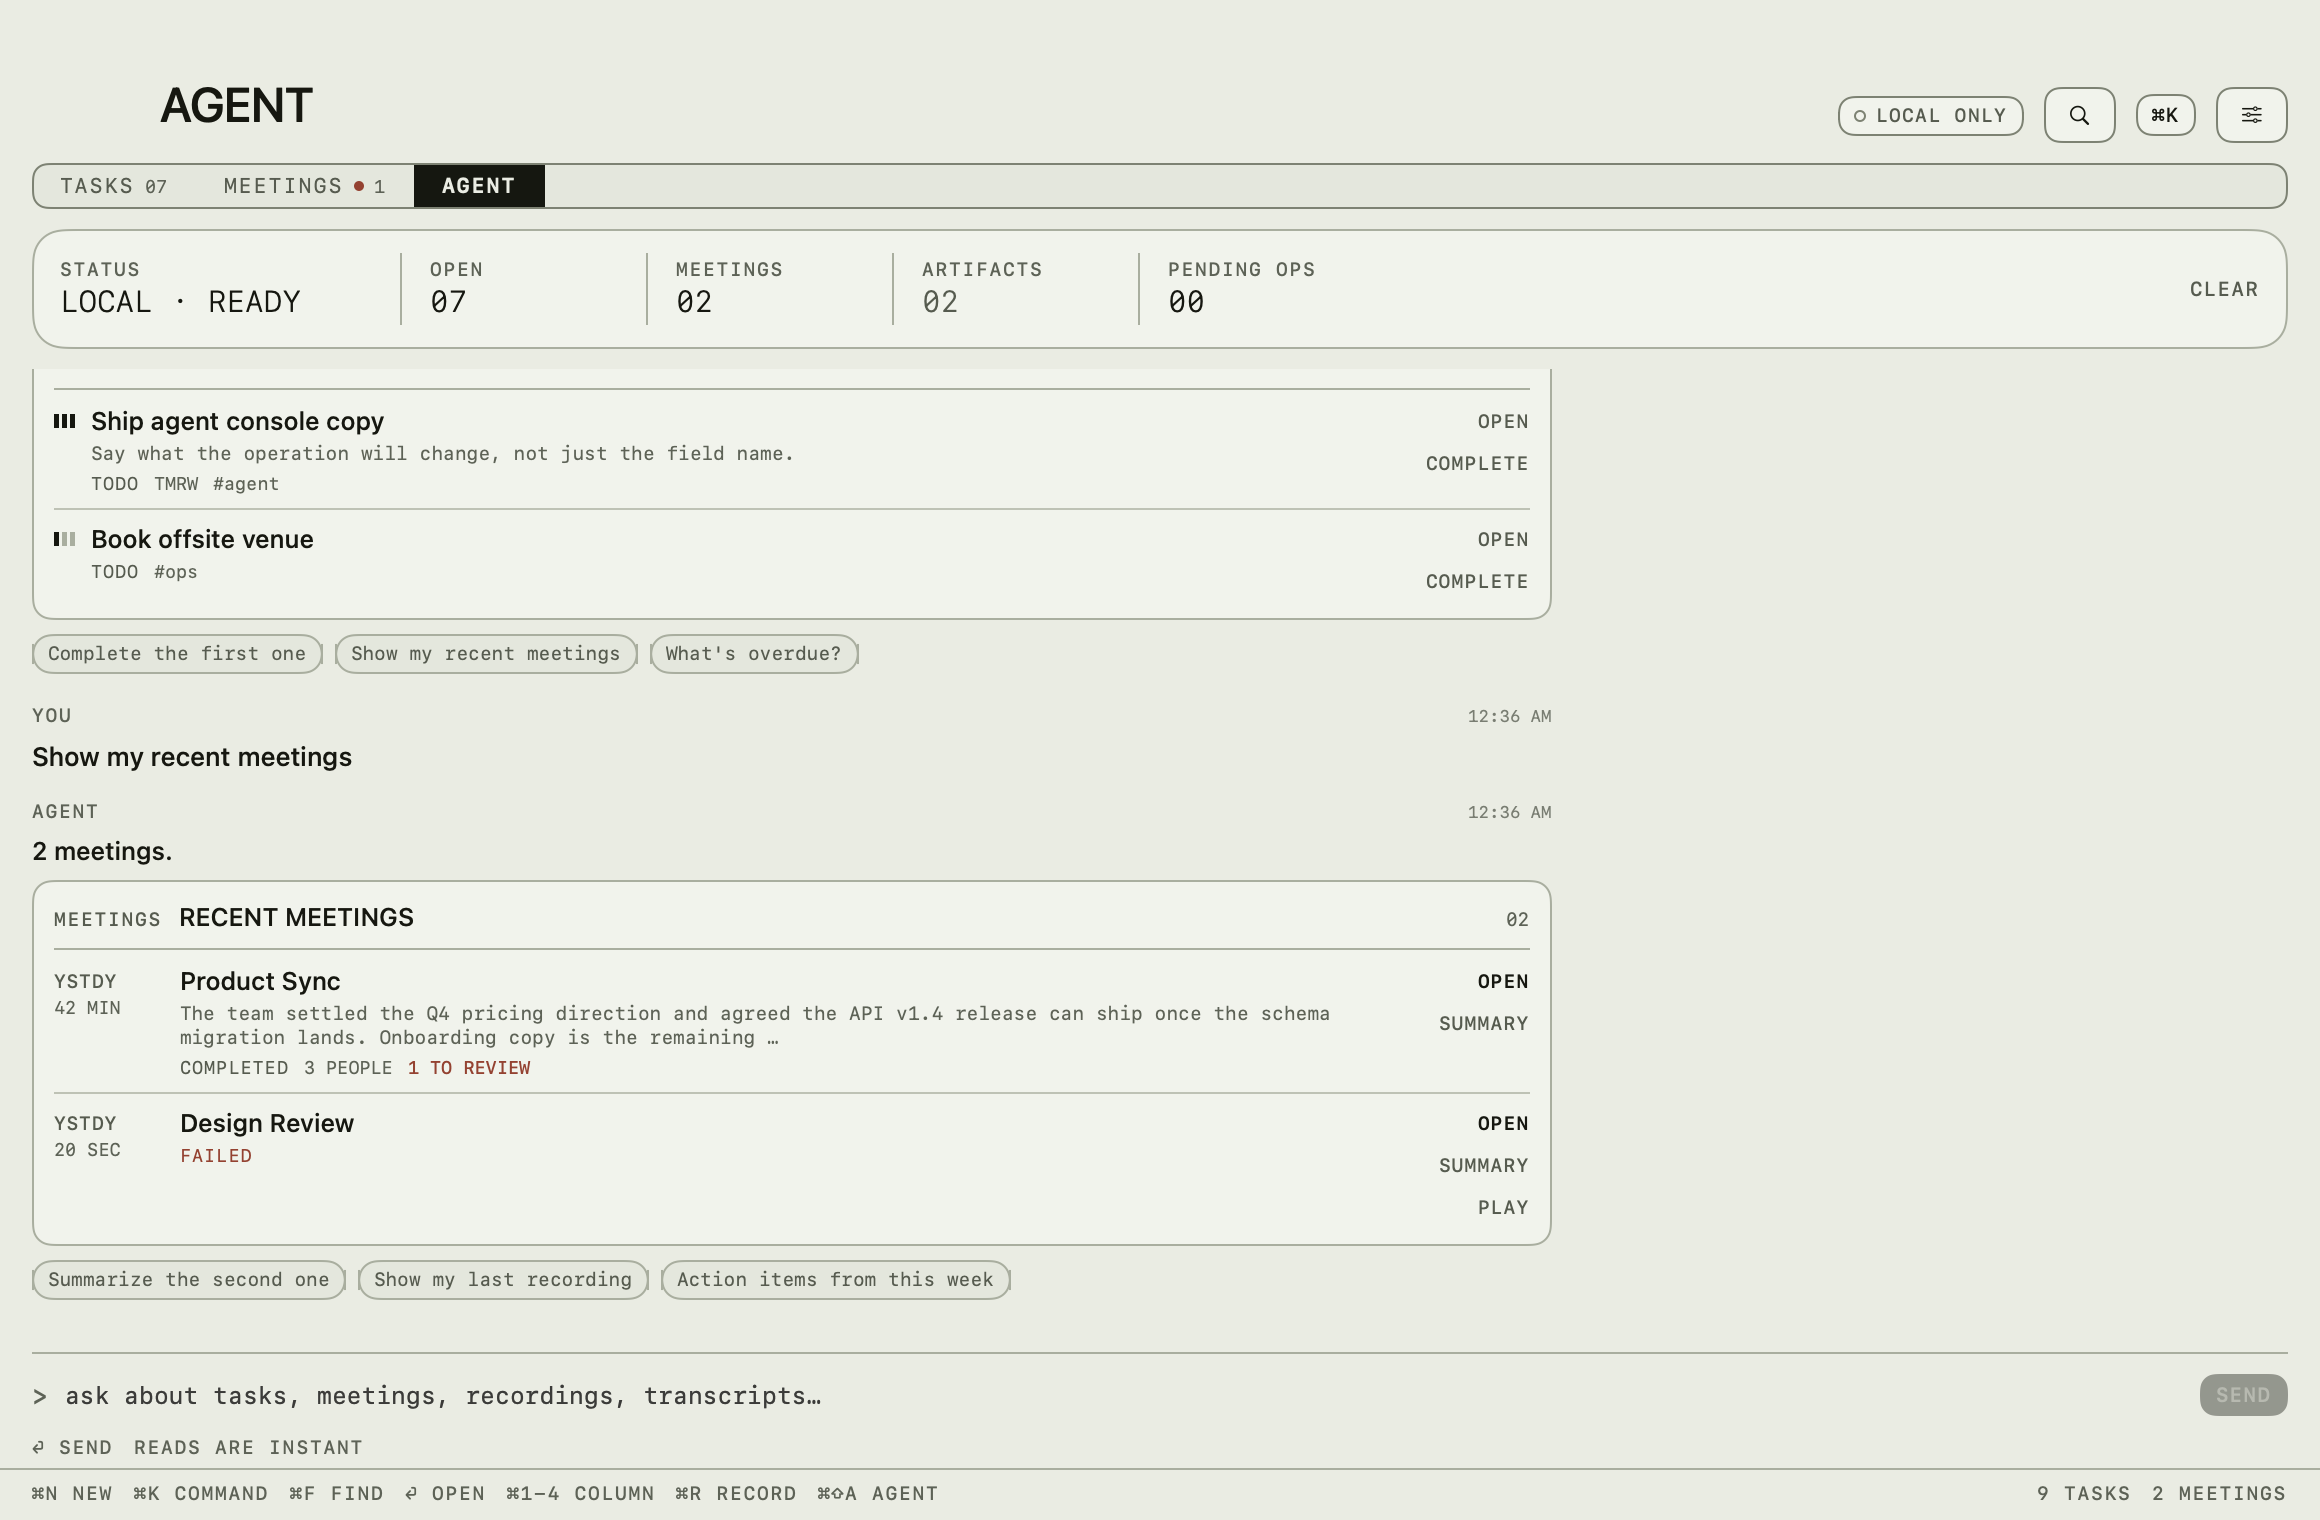 AGENT
LOCAL ONLY ⌘K
TASKS 07 MEETINGS 1 AGENT
STATUS OPEN MEETINGS ARTIFACTS PENDING OPS
LOCAL · READY 07 02 02 00 CLEAR
Ship agent console copy OPEN
Say what the operation will change, not just the field name.
COMPLETE
TODO TMRW #agent
Book offsite venue OPEN
TODO #ops COMPLETE
Complete the first one Show my recent meetings What's overdue?
YOU 12:36 AM
Show my recent meetings
AGENT 12:36 AM
2 meetings.
MEETINGS RECENT MEETINGS 02
YSTDY Product Sync OPEN
42 MIN The team settled the Q4 pricing direction and agreed the API v1.4 release can ship once the schema
migration lands. Onboarding copy is the remaining … SUMMARY
COMPLETED 3 PEOPLE 1 TO REVIEW
YSTDY Design Review OPEN
20 SEC FAILED SUMMARY
PLAY
Summarize the second one Show my last recording Action items from this week
> ask about tasks, meetings, recordings, transcripts… SEND
⏎ SEND READS ARE INSTANT
⌘N NEW ⌘K COMMAND ⌘F FIND ⏎ OPEN ⌘1–4 COLUMN ⌘R RECORD ⌘⇧A AGENT 9 TASKS 2 MEETINGS